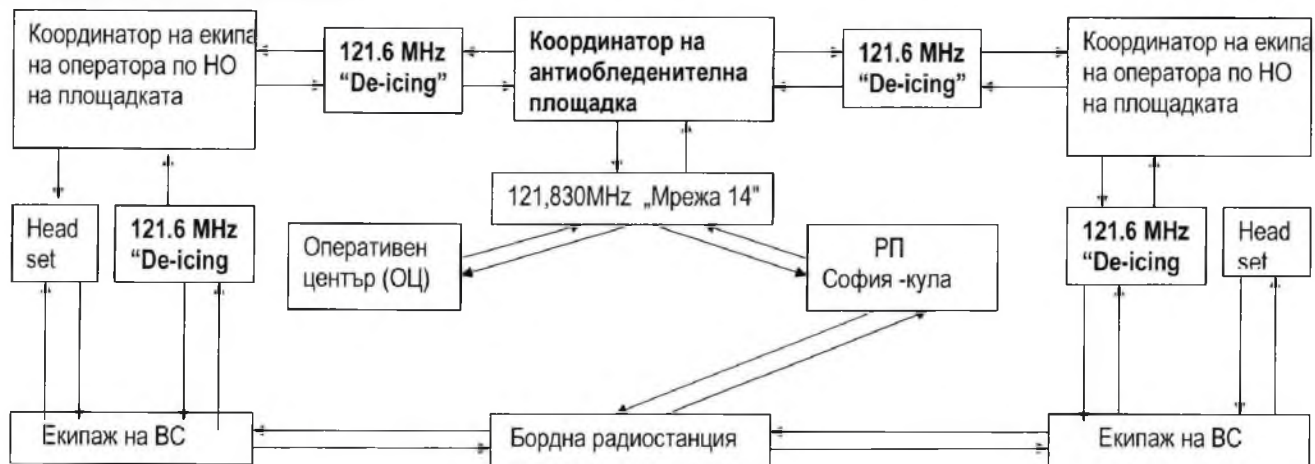 Координатор на екипа
на оператора по НО
на площадката
121.6 MHz
“De-icing”
Координатор на
антиобледенителна
площадка
121.6 MHz
“De-icing”
Координатор на екипа
на оператора по НО
на площадката
121,830MHz „Мрежа 14”
Head
set
121.6 MHz
“De-icing
Оперативен
център (ОЦ)
РП
София -кула
121.6 MHz
“De-icing
Head
set
Екипаж на ВС
Бордна радиостанция
Екипаж на ВС